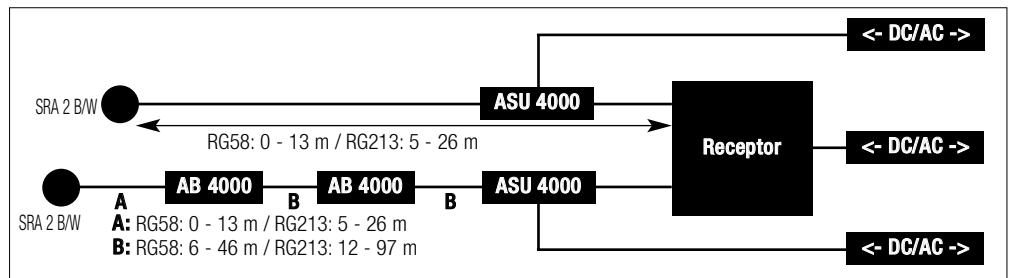 <- DC/AC ->
SRA 2 B/W
ASU 4000
RG58: 0 - 13 m / RG213: 5 - 26 m
Receptor
<- DC/AC ->
SRA 2 B/W
A
AB 4000
B
AB 4000
B
ASU 4000
A: RG58: 0 - 13 m / RG213: 5 - 26 m
B: RG58: 6 - 46 m / RG213: 12 - 97 m
<- DC/AC ->